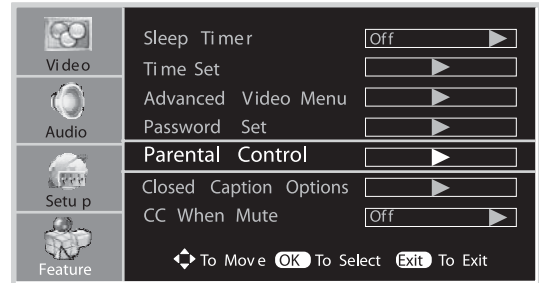 Video
Audio
Setup
Feature
Sleep Timer Off
Time Set
Advanced Video Menu
Password Set
Parental Control
Closed Caption Options
CC When Mute Off
To Move OK To Select Exit To Exit